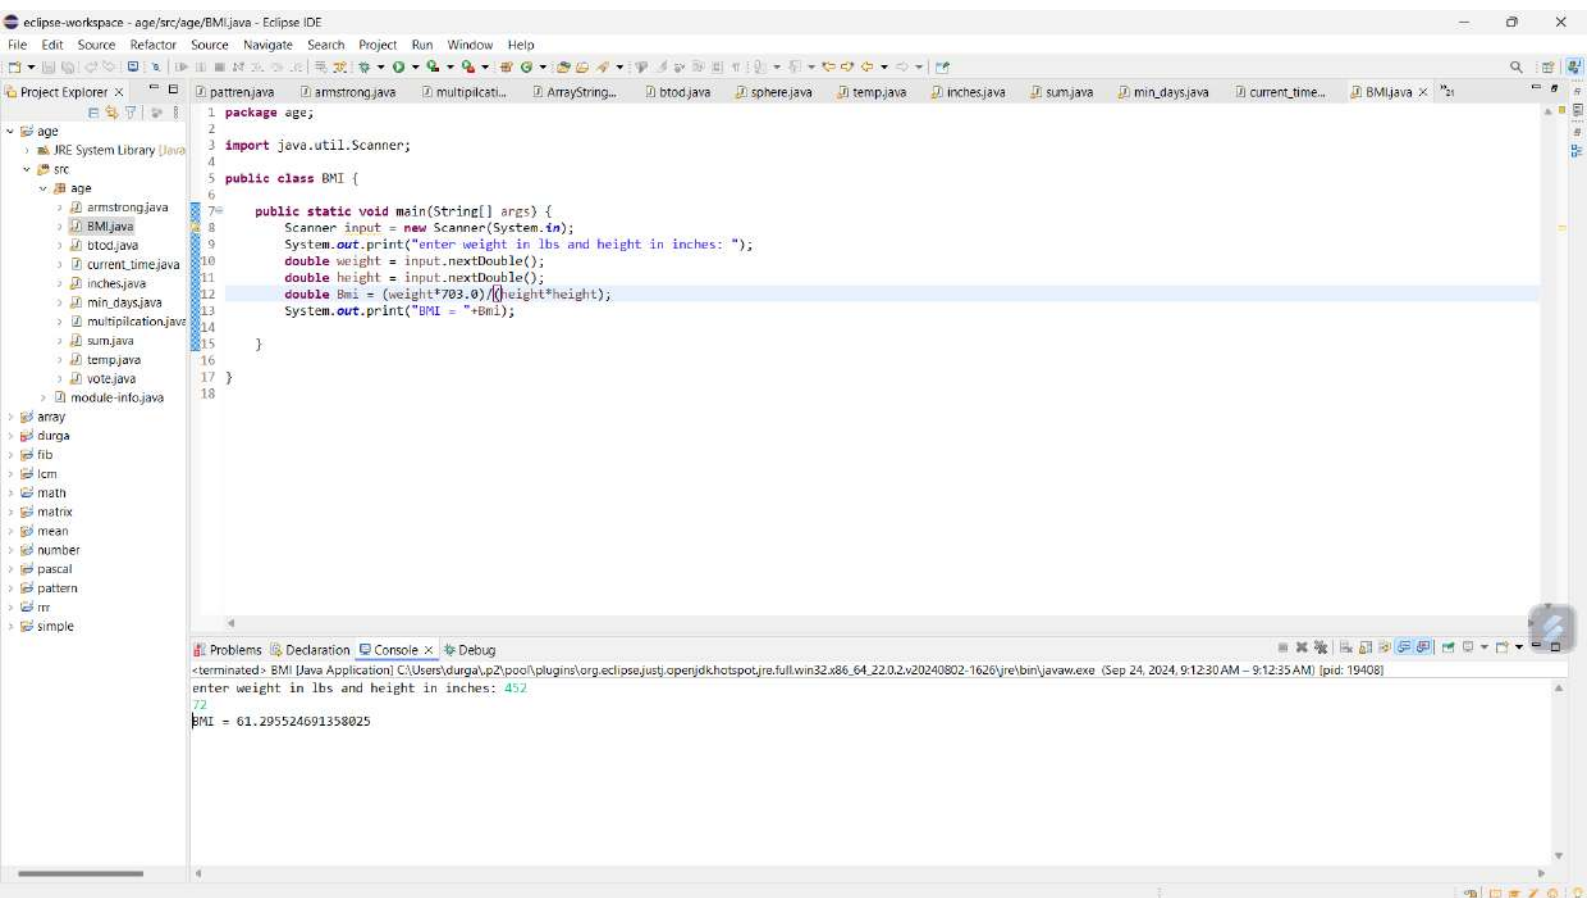 eclipse-workspace - age/src/age/BMI.java - Eclipse IDE
File Edit Source Refactor Source Navigate Search Project Run Window Help
Project Explorer
pattren.java armstrong.java multipilcati... ArrayString... btod.java sphere.java temp.java inches.java sum.java min_days.java current_time... BMI.java
age
JRE System Library [Java
src
age
armstrong.java
BMI.java
btod.java
current_time.java
inches.java
min_days.java
multipilcation.java
sum.java
temp.java
vote.java
module-info.java
array
durga
fib
lcm
math
matrix
mean
number
pascal
pattern
rrr
simple
1 package age;
2
3 import java.util.Scanner;
4
5 public class BMI {
6
7 public static void main(String[] args) {
8 Scanner input = new Scanner(System.in);
9 System.out.print("enter weight in lbs and height in inches: ");
10 double weight = input.nextDouble();
11 double height = input.nextDouble();
12 double Bmi = (weight*703.0)/(height*height);
13 System.out.print("BMI = "+Bmi);
14
15 }
16
17 }
18
Problems Declaration Console Debug
<terminated> BMI [Java Application] C:\Users\durga\.p2\pool\plugins\org.eclipse.justj.openjdk.hotspot.jre.full.win32.x86_64_22.0.2.v20240802-1626\jre\bin\javaw.exe (Sep 24, 2024, 9:12:30 AM – 9:12:35 AM) [pid: 19408]
enter weight in lbs and height in inches: 452
72
BMI = 61.295524691358025